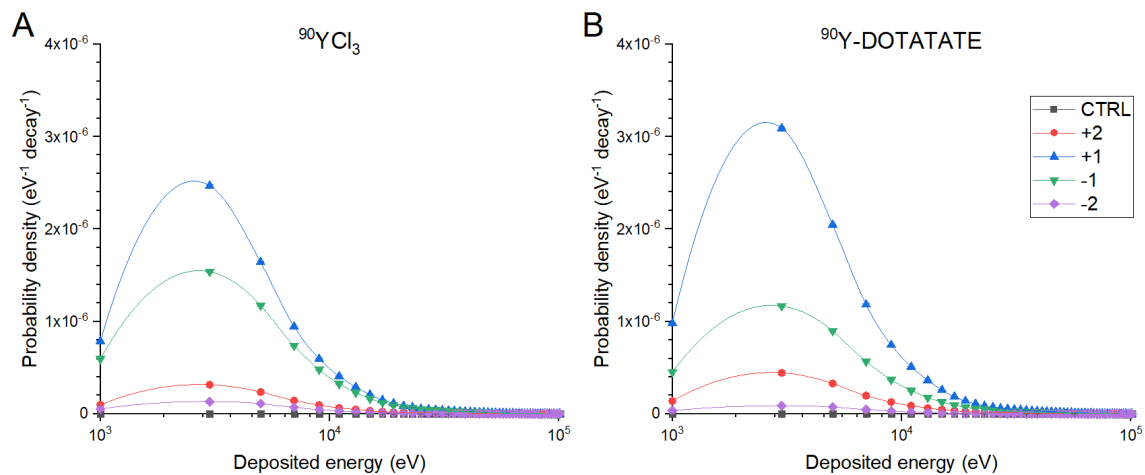 A
⁹⁰YCl₃
4x10⁻⁶
3x10⁻⁶
2x10⁻⁶
1x10⁻⁶
0
Probability density (eV⁻¹ decay⁻¹)
10³
10⁴
10⁵
Deposited energy (eV)
B
⁹⁰Y-DOTATATE
4x10⁻⁶
3x10⁻⁶
2x10⁻⁶
1x10⁻⁶
0
Probability density (eV⁻¹ decay⁻¹)
10³
10⁴
10⁵
Deposited energy (eV)
CTRL
+2
+1
-1
-2